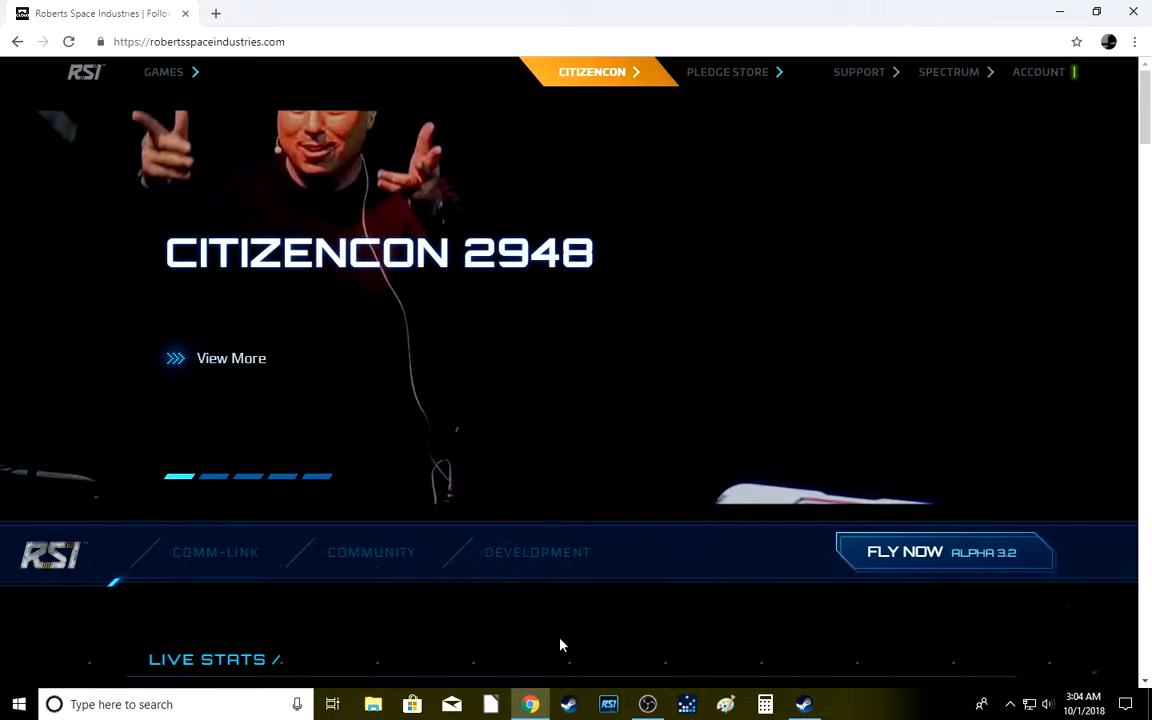 Roberts Space Industries | Follo
https://robertsspaceindustries.com
RSI GAMES CITIZENCON PLEDGE STORE SUPPORT SPECTRUM ACCOUNT
CITIZENCON 2948
View More
RSI COMM-LINK COMMUNITY DEVELOPMENT FLY NOW ALPHA 3.2
LIVE STATS /
Type here to search
RSI
3:04 AM
10/1/2018